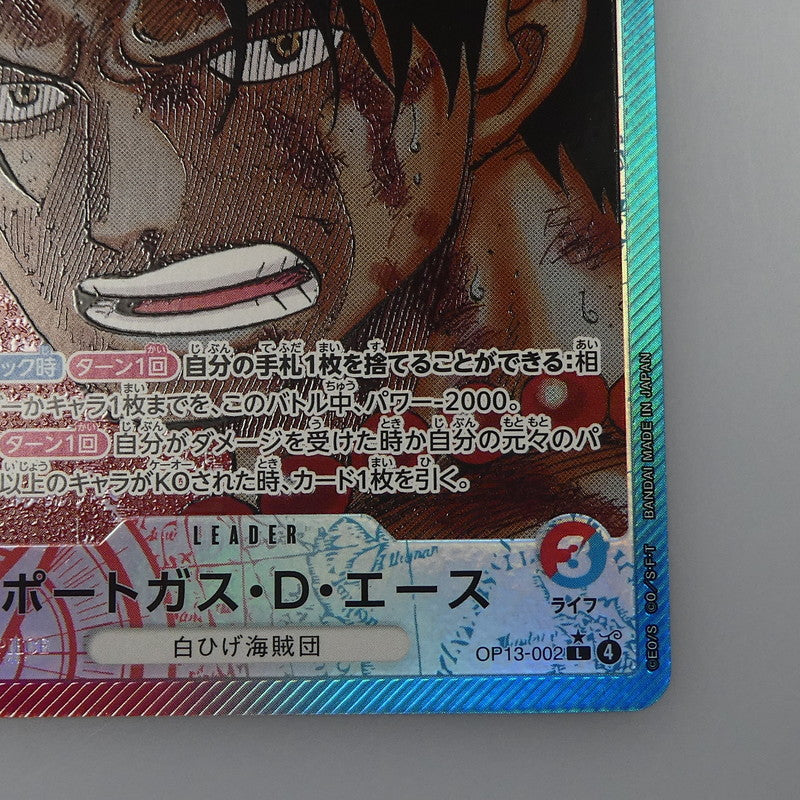 ック時 ターン1回 自分の手札1枚を捨てることができる:相
ーかキャラ1枚までを、このバトル中、パワー-2000。
ターン1回 自分がダメージを受けた時か自分の元々のパ
以上のキャラがKOされた時、カード1枚を引く。
LEADER
3
ライフ
ポートガス・D・エース
白ひげ海賊団
OP13-002 L 4
©EO/S ©O/S・F・T BANDAI MADE IN JAPAN